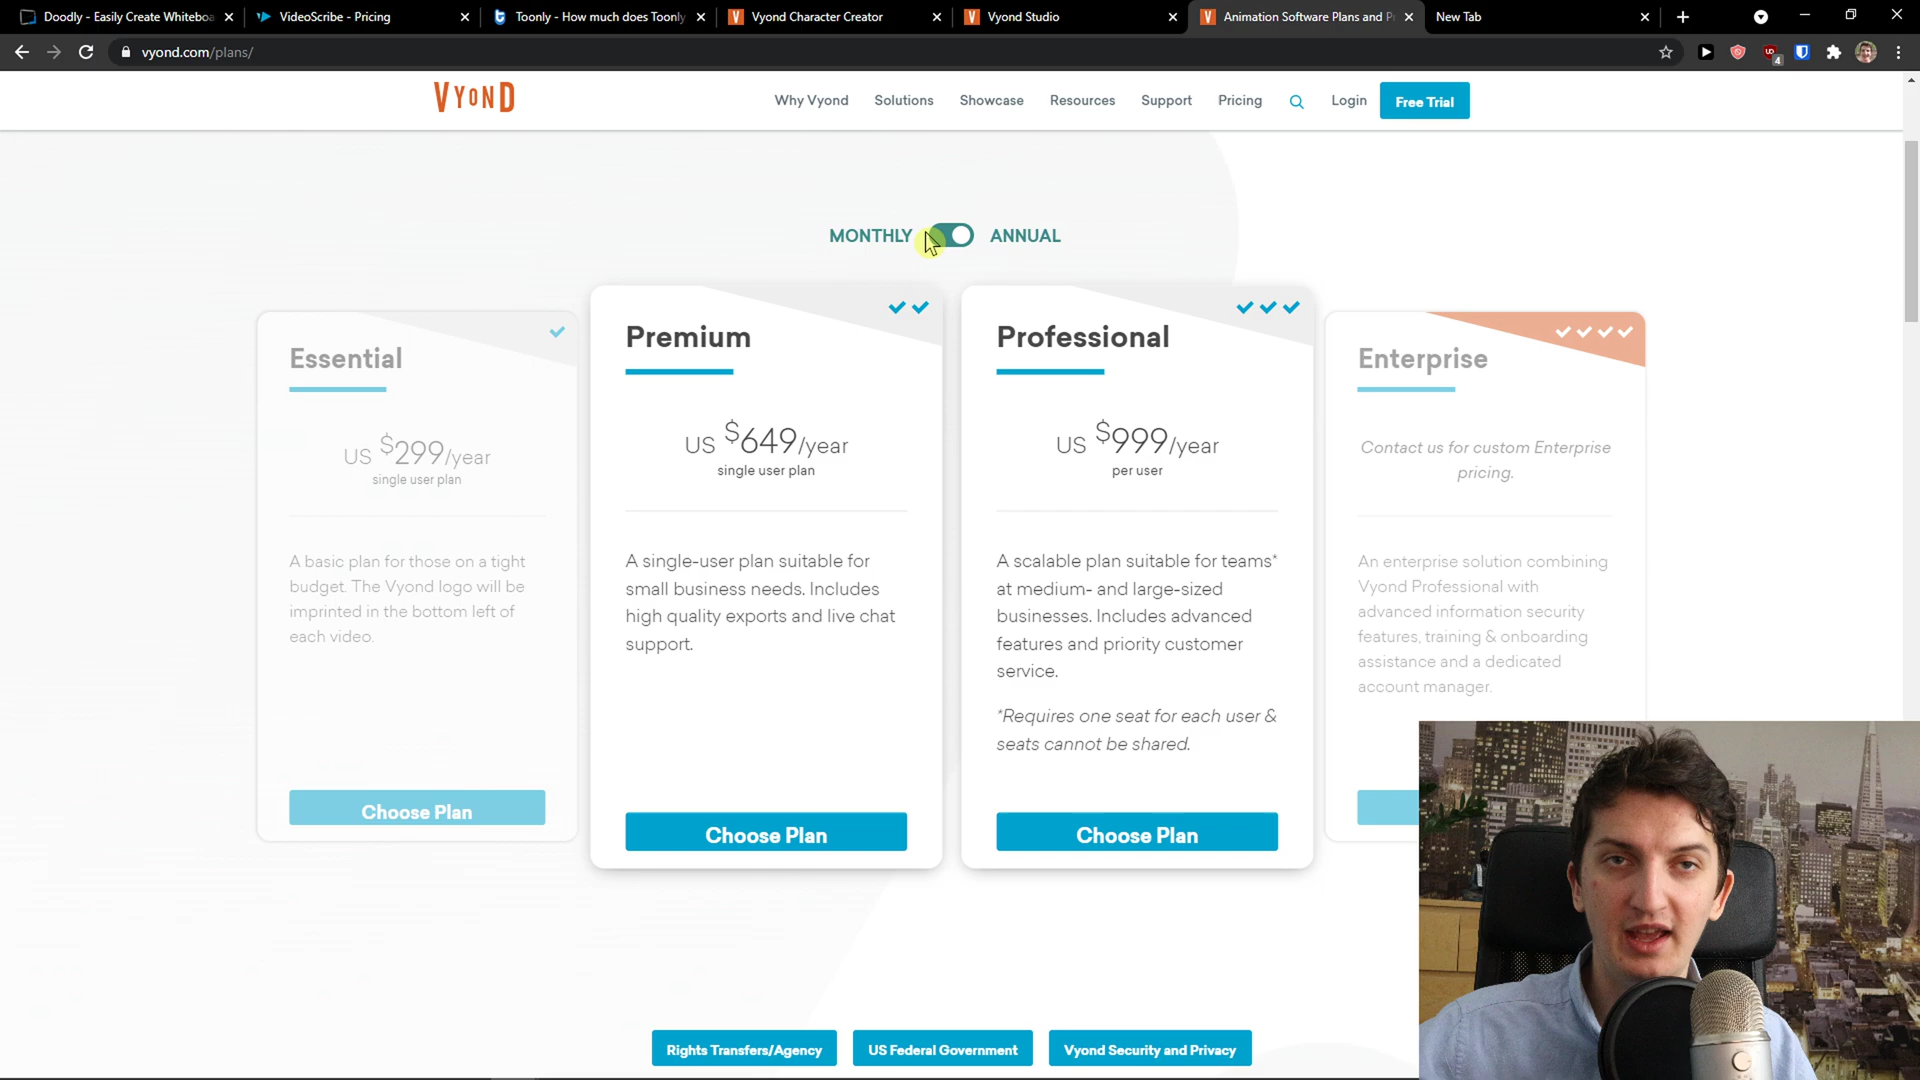 Doodly - Easily Create Whiteboa
VideoScribe - Pricing
Toonly - How much does Toonly
Vyond Character Creator
Vyond Studio
Animation Software Plans and P
New Tab
vyond.com/plans/
UD
4
VYOND
Why Vyond
Solutions
Showcase
Resources
Support
Pricing
Login
Free Trial
MONTHLY
ANNUAL
Essential
US $299/year
single user plan
A basic plan for those on a tight
budget. The Vyond logo will be
imprinted in the bottom left of
each video.
Choose Plan
Premium
US $649/year
single user plan
A single-user plan suitable for
small business needs. Includes
high quality exports and live chat
support.
Choose Plan
Professional
US $999/year
per user
A scalable plan suitable for teams*
at medium- and large-sized
businesses. Includes advanced
features and priority customer
service.
*Requires one seat for each user &
seats cannot be shared.
Choose Plan
Enterprise
Contact us for custom Enterprise
pricing.
An enterprise solution combining
Vyond Professional with
advanced information security
features, training & onboarding
assistance and a dedicated
account manager.
Rights Transfers/Agency
US Federal Government
Vyond Security and Privacy